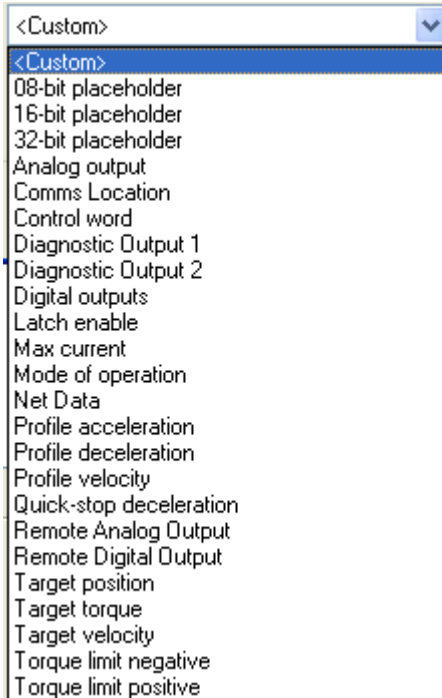 <Custom>
<Custom>
08-bit placeholder
16-bit placeholder
32-bit placeholder
Analog output
Comms Location
Control word
Diagnostic Output 1
Diagnostic Output 2
Digital outputs
Latch enable
Max current
Mode of operation
Net Data
Profile acceleration
Profile deceleration
Profile velocity
Quick-stop deceleration
Remote Analog Output
Remote Digital Output
Target position
Target torque
Target velocity
Torque limit negative
Torque limit positive